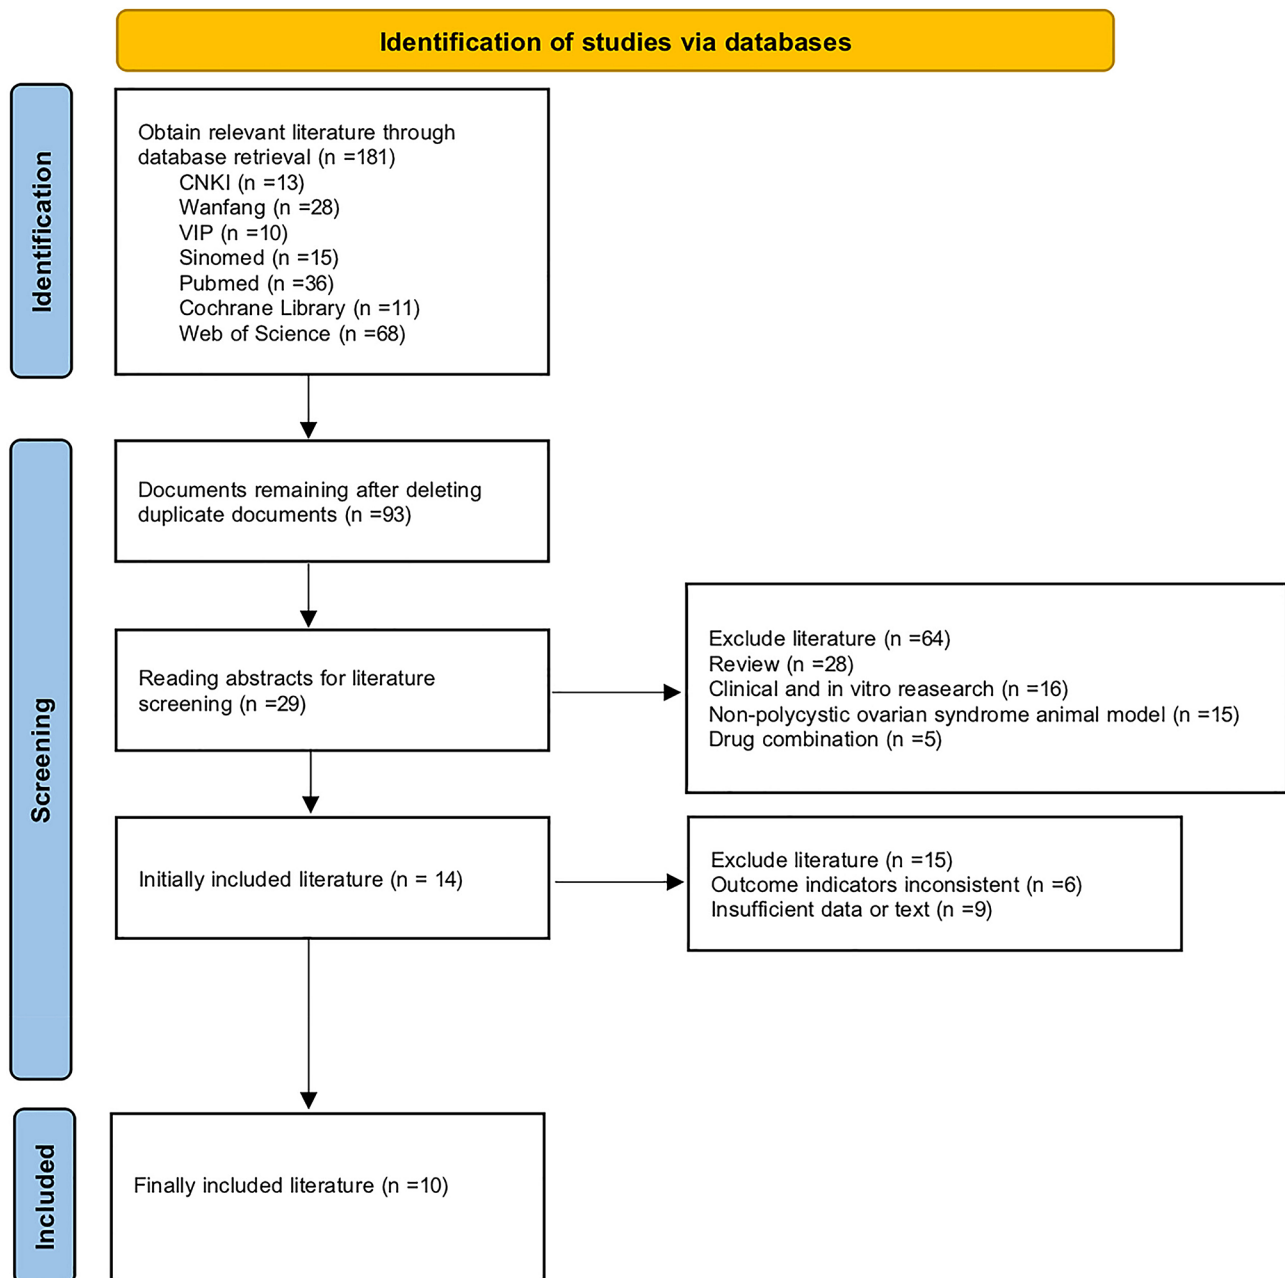 Identification of studies via databases
Identification
Obtain relevant literature through
database retrieval (n =181)
CNKI (n =13)
Wanfang (n =28)
VIP (n =10)
Sinomed (n =15)
Pubmed (n =36)
Cochrane Library (n =11)
Web of Science (n =68)
Screening
Documents remaining after deleting
duplicate documents (n =93)
Reading abstracts for literature
screening (n =29)
Exclude literature (n =64)
Review (n =28)
Clinical and in vitro reasearch (n =16)
Non-polycystic ovarian syndrome animal model (n =15)
Drug combination (n =5)
Initially included literature (n = 14)
Exclude literature (n =15)
Outcome indicators inconsistent (n =6)
Insufficient data or text (n =9)
Included
Finally included literature (n =10)